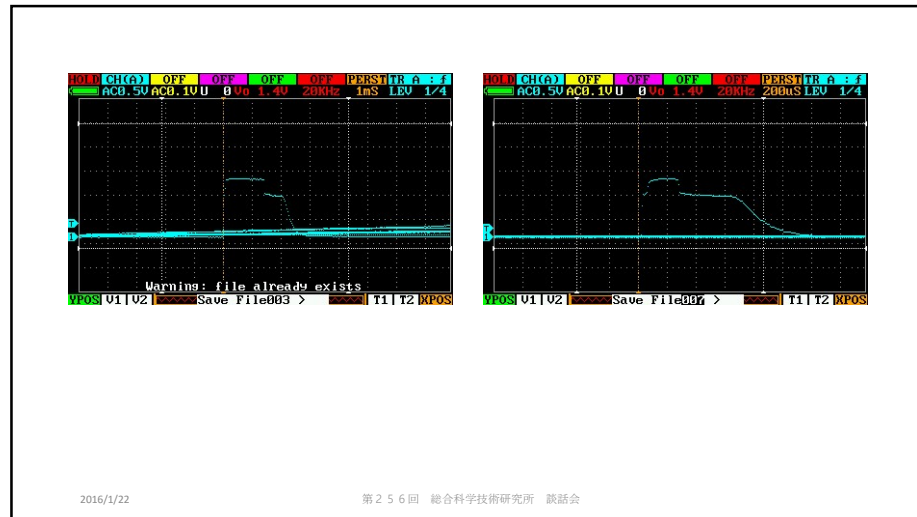 HOLD CH(A) OFF OFF OFF OFF PERST TR A : f
AC0.5V AC0.1V U 0 Vo 1.4V 20KHz 1mS LEV 1/4
T
1
Warning: file already exists
YPOS V1 V2 Save File003 > T1 T2 XPOS
HOLD CH(A) OFF OFF OFF OFF PERST TR A : f
AC0.5V AC0.1V U 0 Vo 1.4V 20KHz 200uS LEV 1/4
T
1
YPOS V1 V2 Save File007 > T1 T2 XPOS
2016/1/22
第256回 総合科学技術研究所 談話会